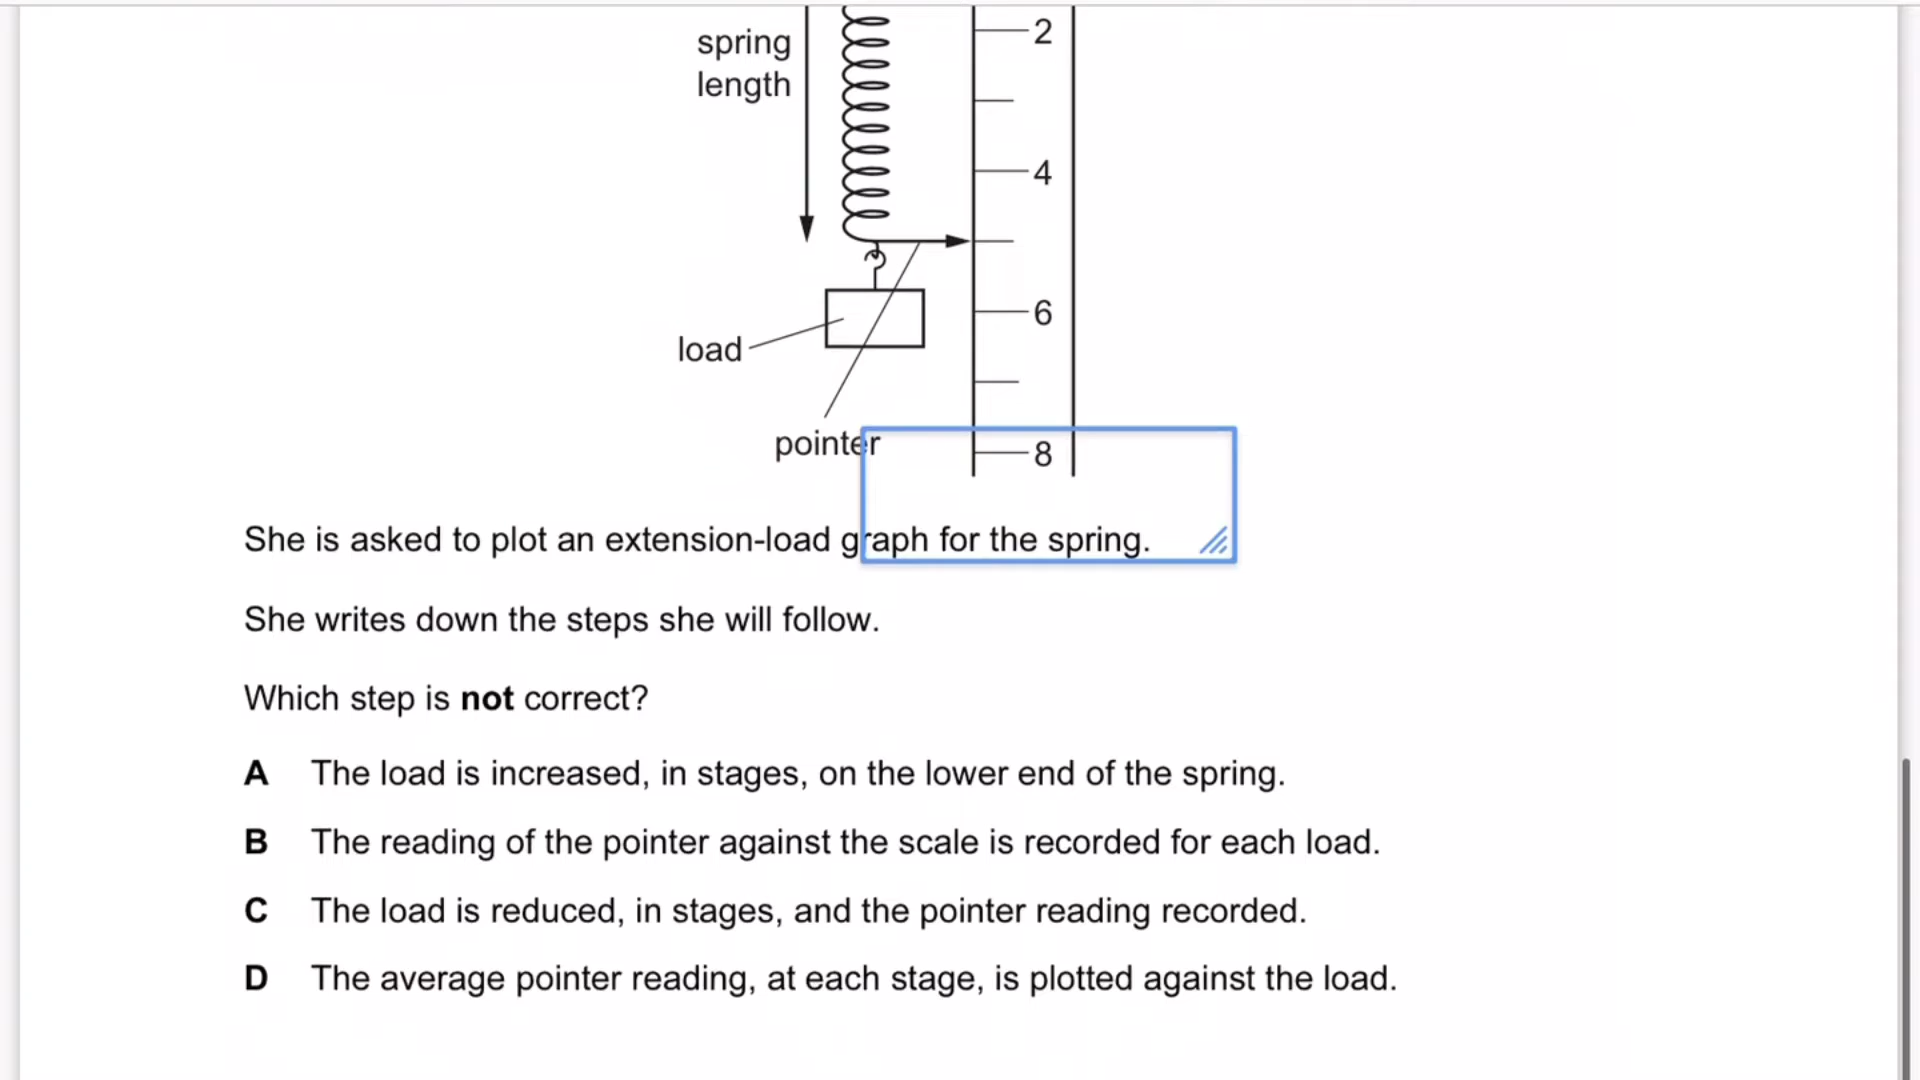 spring
length
2
4
6
load
pointer
8
She is asked to plot an extension-load graph for the spring.
She writes down the steps she will follow.
Which step is not correct?
A The load is increased, in stages, on the lower end of the spring.
B The reading of the pointer against the scale is recorded for each load.
C The load is reduced, in stages, and the pointer reading recorded.
D The average pointer reading, at each stage, is plotted against the load.